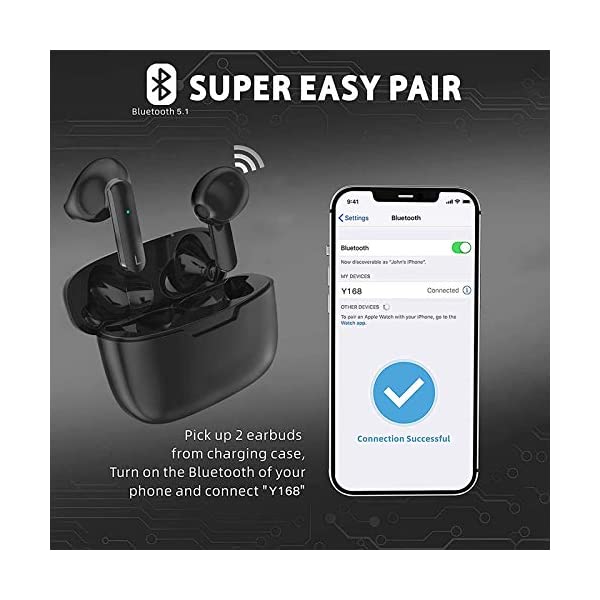 SUPER EASY PAIR
Bluetooth 5.1
9:41
Settings
Bluetooth
Bluetooth
Now discoverable as "John's iPhone".
MY DEVICES
Y168 Connected
OTHER DEVICES
To pair an Apple Watch with your iPhone, go to the
Watch app.
Connection Successful
Pick up 2 earbuds
from charging case,
Turn on the Bluetooth of your
phone and connect "Y168"